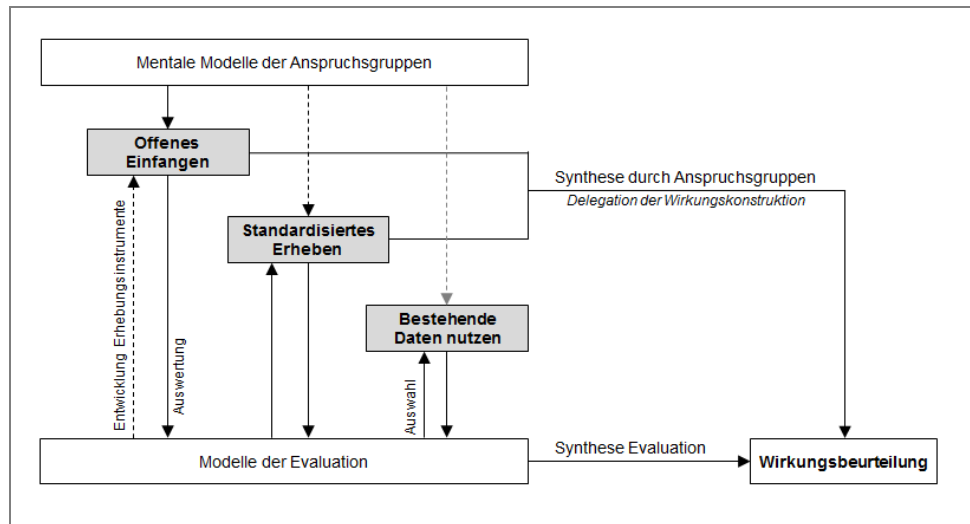 Mentale Modelle der Anspruchsgruppen
Offenes
Einfangen
Synthese durch Anspruchsgruppen
Delegation der Wirkungskonstruktion
Standardisiertes
Erheben
Bestehende
Daten nutzen
Entwicklung Erhebungsinstrumente
Auswertung
Auswahl
Modelle der Evaluation
Synthese Evaluation
Wirkungsbeurteilung